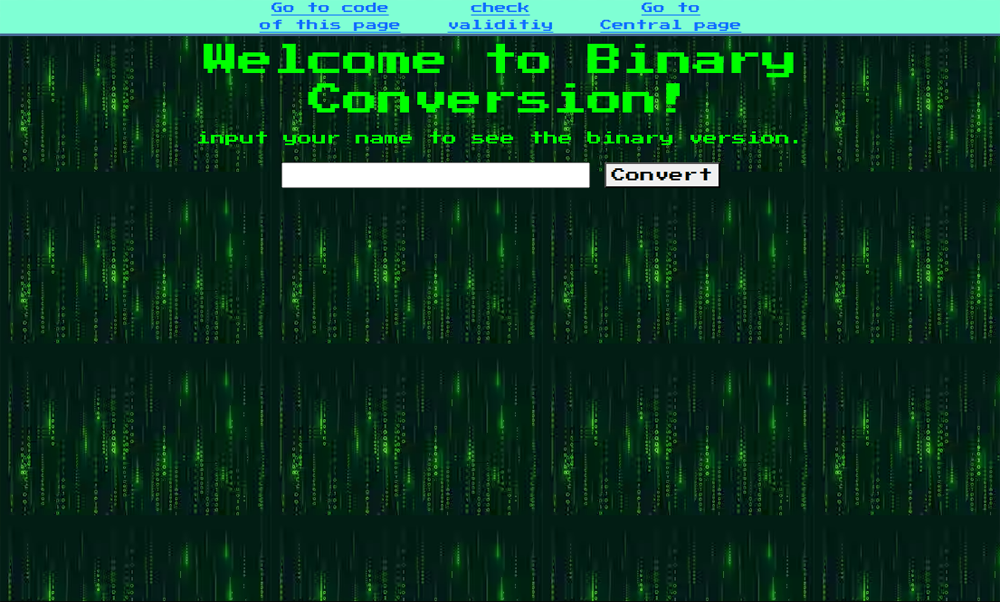 Go to code
of this page
check
validitiy
Go to
Central page
Welcome to Binary
Conversion!
input your name to see the binary version.
Convert